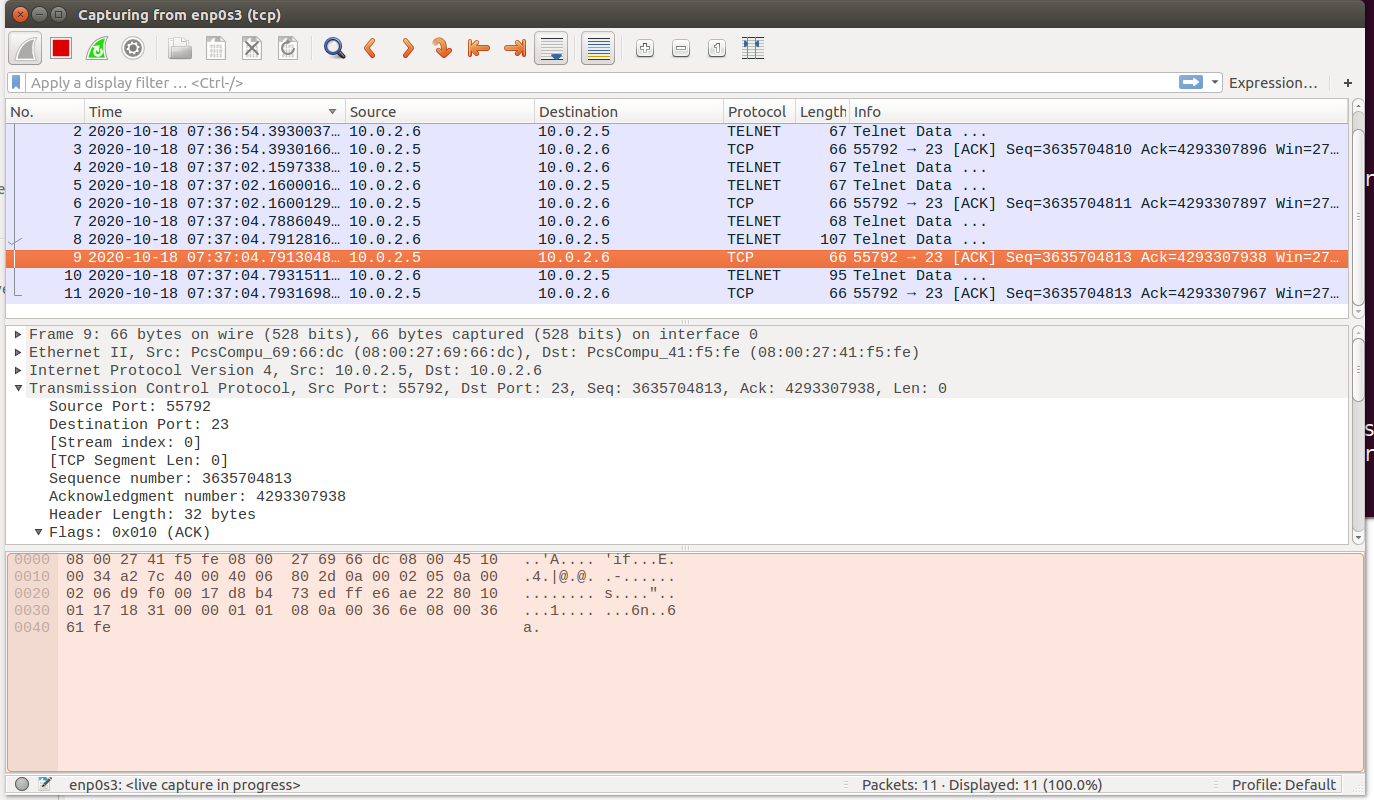 Capturing from enp0s3 (tcp)
Apply a display filter … <Ctrl-/>
Expression…
+
No. Time Source Destination Protocol Length Info
2 2020-10-18 07:36:54.3930037… 10.0.2.6 10.0.2.5 TELNET 67 Telnet Data ...
3 2020-10-18 07:36:54.3930166… 10.0.2.5 10.0.2.6 TCP 66 55792 → 23 [ACK] Seq=3635704810 Ack=4293307896 Win=27…
4 2020-10-18 07:37:02.1597338… 10.0.2.5 10.0.2.6 TELNET 67 Telnet Data ...
5 2020-10-18 07:37:02.1600016… 10.0.2.6 10.0.2.5 TELNET 67 Telnet Data ...
6 2020-10-18 07:37:02.1600129… 10.0.2.5 10.0.2.6 TCP 66 55792 → 23 [ACK] Seq=3635704811 Ack=4293307897 Win=27…
7 2020-10-18 07:37:04.7886049… 10.0.2.5 10.0.2.6 TELNET 68 Telnet Data ...
8 2020-10-18 07:37:04.7912816… 10.0.2.6 10.0.2.5 TELNET 107 Telnet Data ...
9 2020-10-18 07:37:04.7913048… 10.0.2.5 10.0.2.6 TCP 66 55792 → 23 [ACK] Seq=3635704813 Ack=4293307938 Win=27…
10 2020-10-18 07:37:04.7931511… 10.0.2.6 10.0.2.5 TELNET 95 Telnet Data ...
11 2020-10-18 07:37:04.7931698… 10.0.2.5 10.0.2.6 TCP 66 55792 → 23 [ACK] Seq=3635704813 Ack=4293307967 Win=27…
Frame 9: 66 bytes on wire (528 bits), 66 bytes captured (528 bits) on interface 0
Ethernet II, Src: PcsCompu_69:66:dc (08:00:27:69:66:dc), Dst: PcsCompu_41:f5:fe (08:00:27:41:f5:fe)
Internet Protocol Version 4, Src: 10.0.2.5, Dst: 10.0.2.6
Transmission Control Protocol, Src Port: 55792, Dst Port: 23, Seq: 3635704813, Ack: 4293307938, Len: 0
Source Port: 55792
Destination Port: 23
[Stream index: 0]
[TCP Segment Len: 0]
Sequence number: 3635704813
Acknowledgment number: 4293307938
Header Length: 32 bytes
Flags: 0x010 (ACK)
0000 08 00 27 41 f5 fe 08 00 27 69 66 dc 08 00 45 10 ..'A.... 'if...E.
0010 00 34 a2 7c 40 00 40 06 80 2d 0a 00 02 05 0a 00 .4.|@.@. .-......
0020 02 06 d9 f0 00 17 d8 b4 73 ed ff e6 ae 22 80 10 ........ s...."..
0030 01 17 18 31 00 00 01 01 08 0a 00 36 6e 08 00 36 ...1.... ...6n..6
0040 61 fe a.
enp0s3: <live capture in progress>
Packets: 11 · Displayed: 11 (100.0%)
Profile: Default